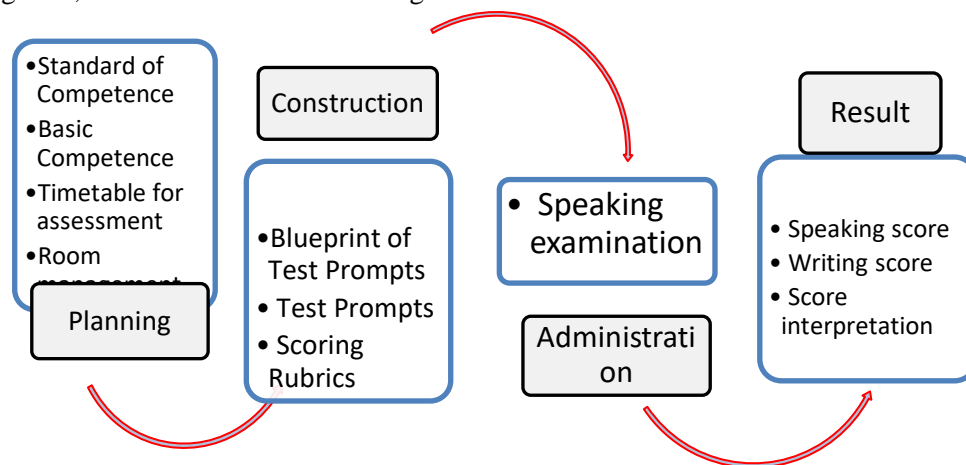 •Standard of
Competence
•Basic
Competence
•Timetable for
assessment
•Room
management
Planning
Construction
•Blueprint of
Test Prompts
• Test Prompts
• Scoring
Rubrics
• Speaking
examination
Administrati
on
Result
• Speaking score
• Writing score
• Score
interpretation